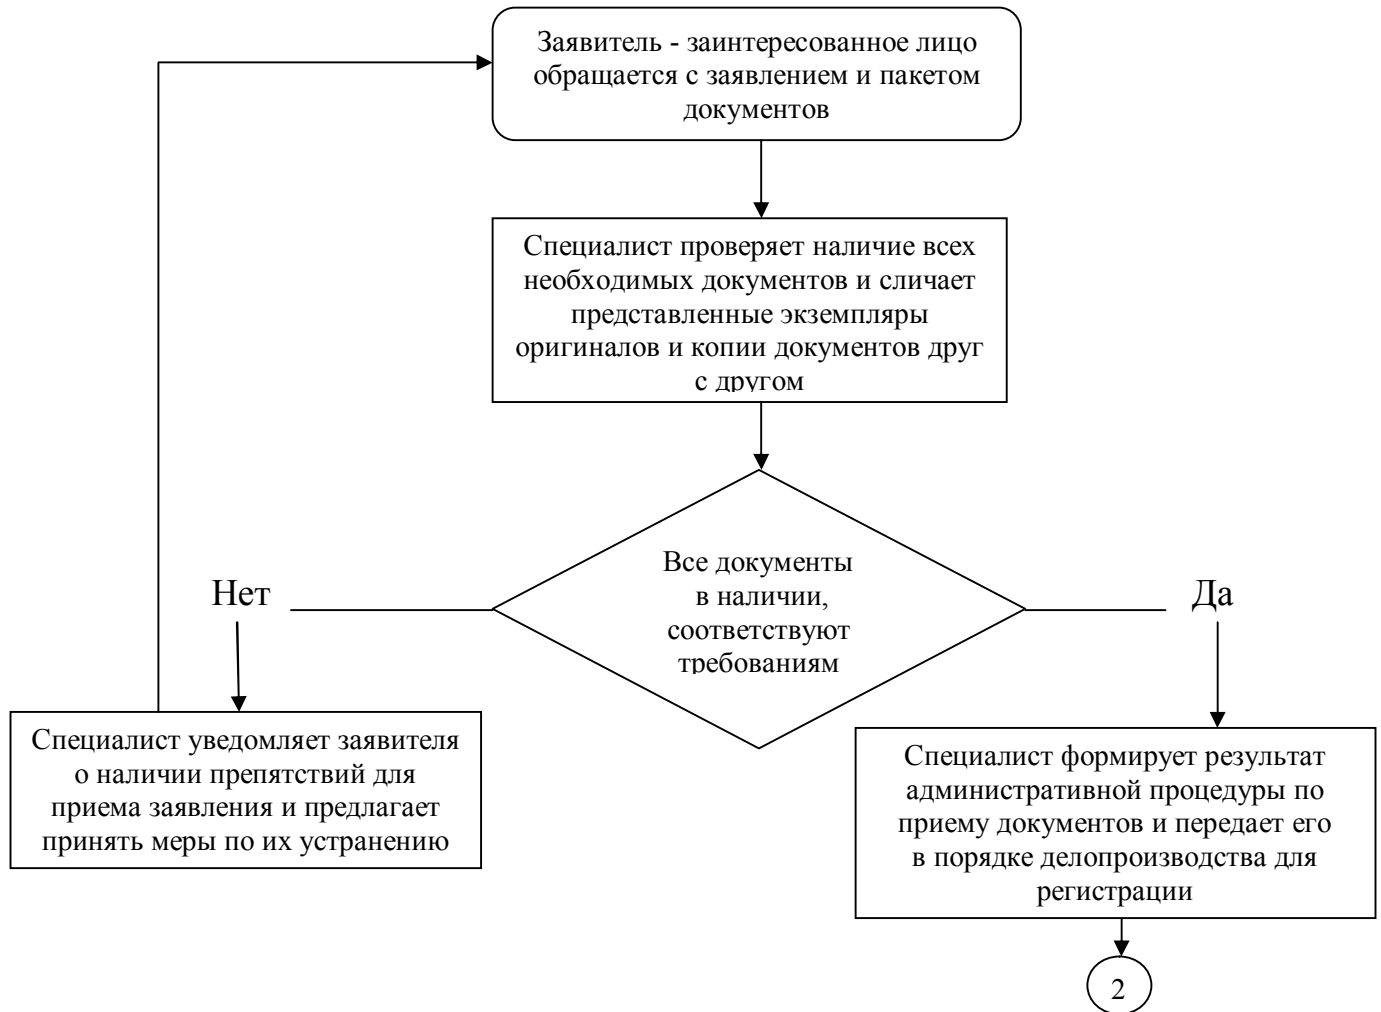 Заявитель - заинтересованное лицо
обращается с заявлением и пакетом
документов
Специалист проверяет наличие всех
необходимых документов и сличает
представленные экземпляры
оригиналов и копии документов друг
с другом
Все документы
в наличии,
соответствуют
требованиям
Нет
Да
Специалист уведомляет заявителя
о наличии препятствий для
приема заявления и предлагает
принять меры по их устранению
Специалист формирует результат
административной процедуры по
приему документов и передает его
в порядке делопроизводства для
регистрации
2